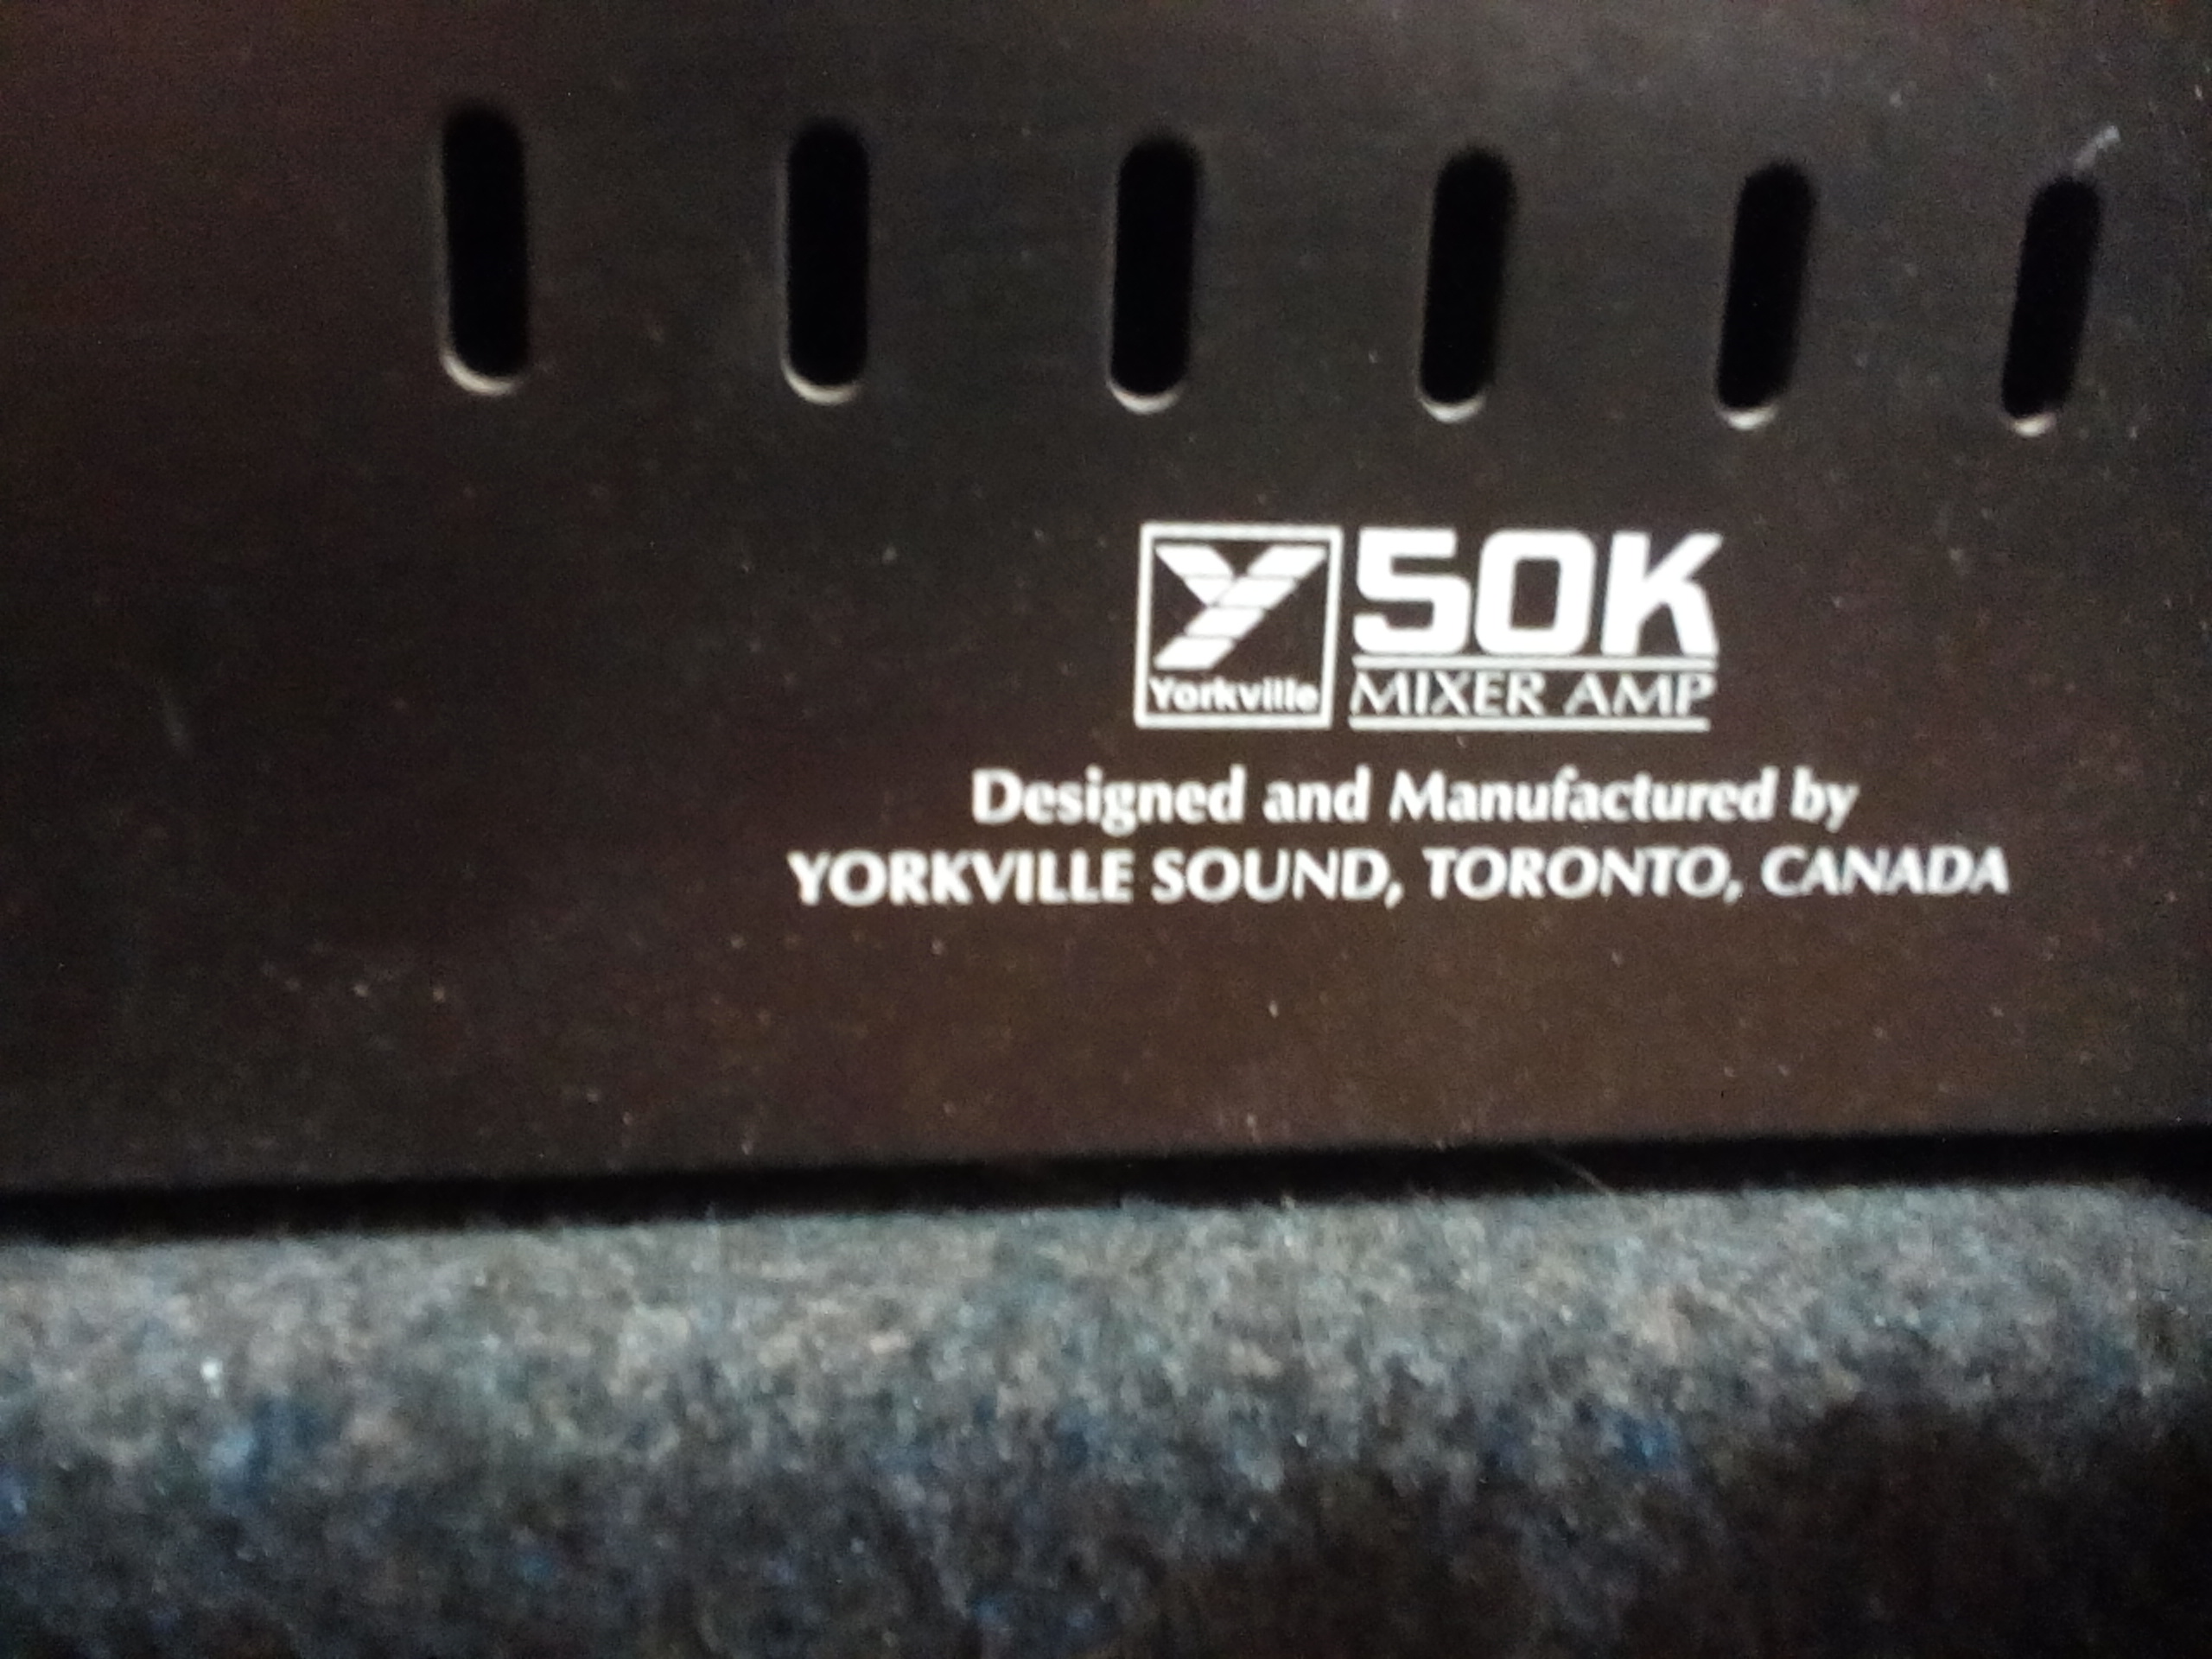 50K
Yorkville MIXER AMP
Designed and Manufactured by
YORKVILLE SOUND, TORONTO, CANADA